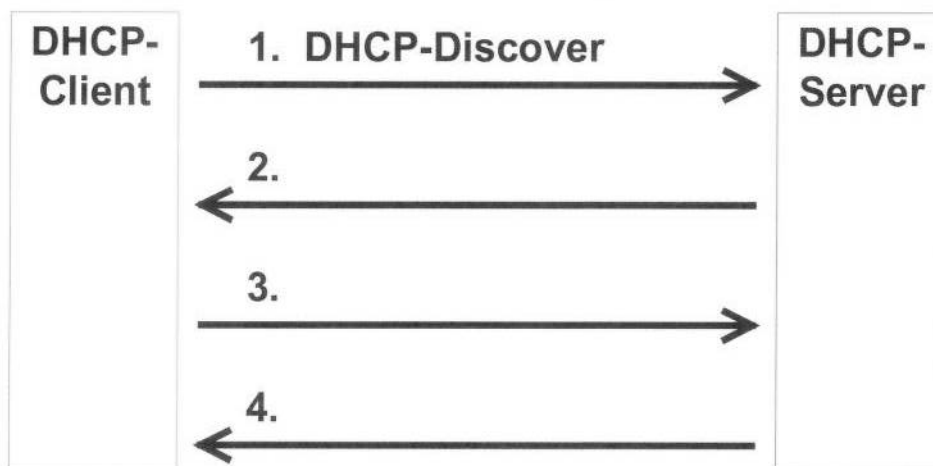 DHCP-
Client
1. DHCP-Discover
DHCP-
Server
2.
3.
4.